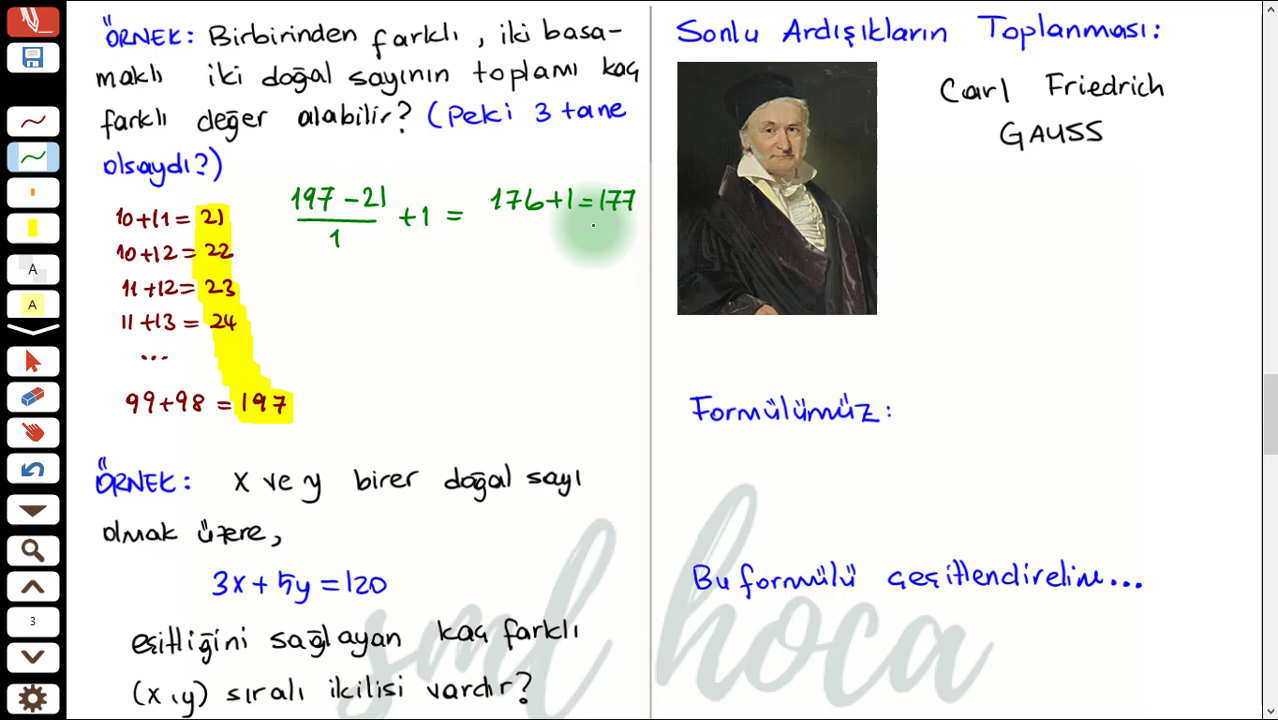 ÖRNEK: Birbirinden farklı, iki basa-
maklı iki doğal sayının toplamı kaç
farklı değer alabilir? (Peki 3 tane
olsaydı?)
10+11 = 21
10+12 = 22
11+12 = 23
11+13 = 24
...
99+98 = 197
197 - 21
1
+ 1 =
176+1=177
ÖRNEK: x ve y birer doğal sayı
olmak üzere,
3x + 5y = 120
eşitliğini sağlayan kaç farklı
(x,y) sıralı ikilisi vardır?
Sonlu Ardışıkların Toplanması:
Carl Friedrich
GAUSS
Formülümüz:
Bu formülü çeşitlendirelim...
sml hoca
A
A
3